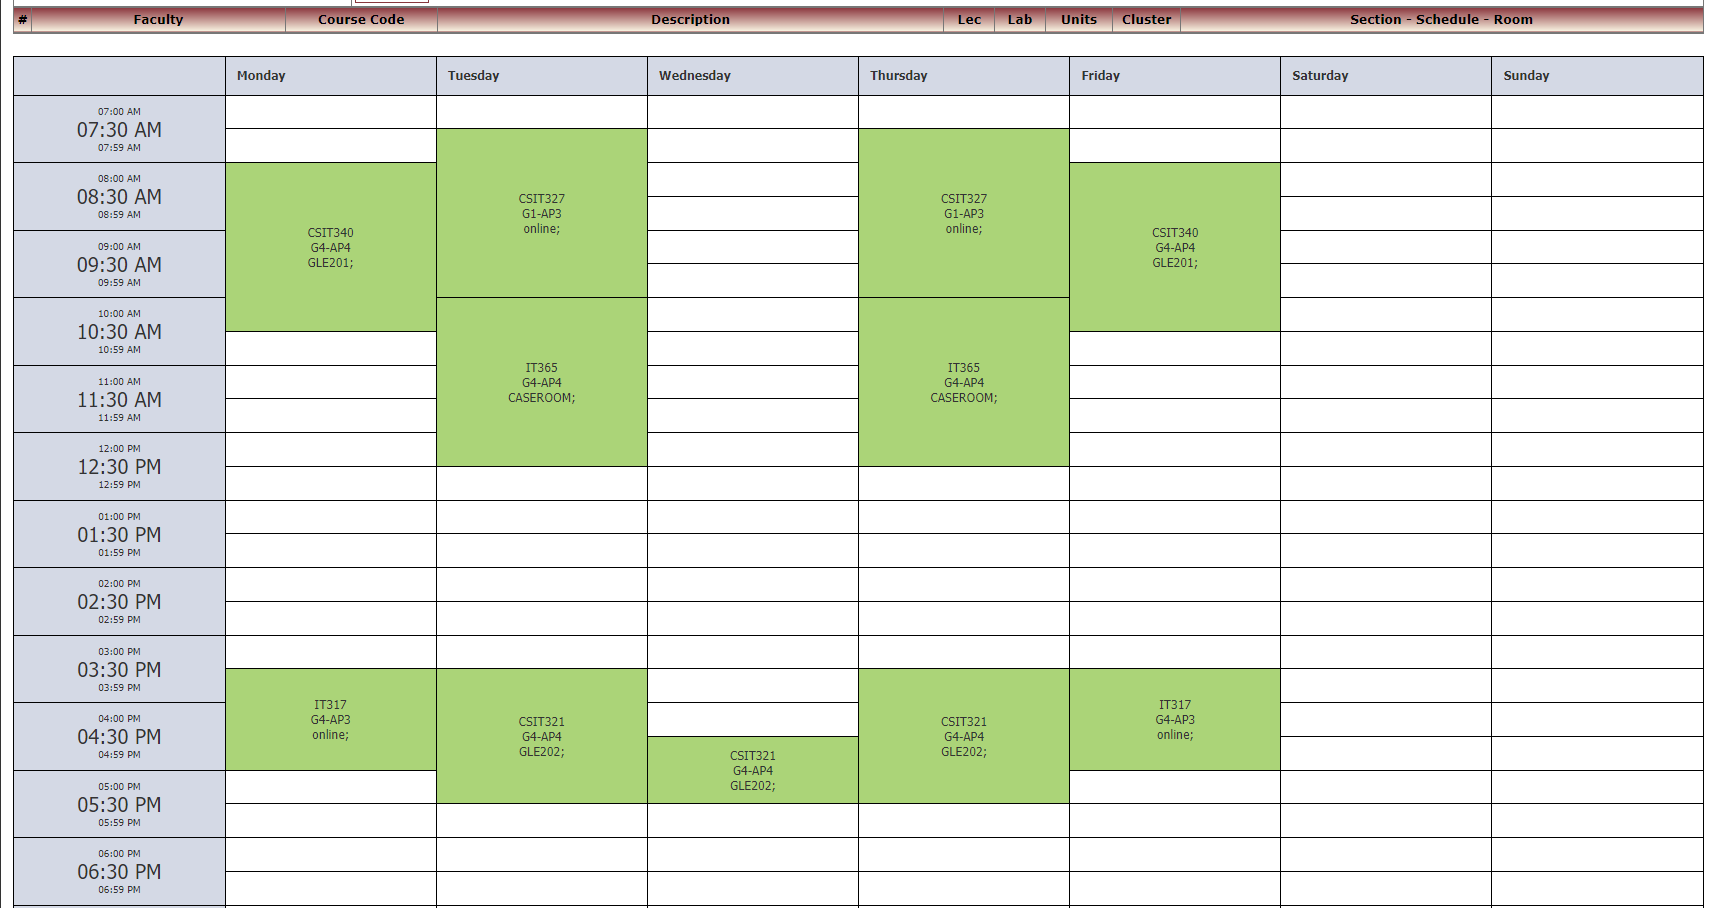 # Faculty Course Code Description Lec Lab Units Cluster Section - Schedule - Room
Monday Tuesday Wednesday Thursday Friday Saturday Sunday
07:00 AM
07:30 AM
07:59 AM
08:00 AM
08:30 AM
08:59 AM
09:00 AM
09:30 AM
09:59 AM
10:00 AM
10:30 AM
10:59 AM
11:00 AM
11:30 AM
11:59 AM
12:00 PM
12:30 PM
12:59 PM
01:00 PM
01:30 PM
01:59 PM
02:00 PM
02:30 PM
02:59 PM
03:00 PM
03:30 PM
03:59 PM
04:00 PM
04:30 PM
04:59 PM
05:00 PM
05:30 PM
05:59 PM
06:00 PM
06:30 PM
06:59 PM
CSIT340
G4-AP4
GLE201;
IT317
G4-AP3
online;
CSIT327
G1-AP3
online;
IT365
G4-AP4
CASEROOM;
CSIT321
G4-AP4
GLE202;
CSIT321
G4-AP4
GLE202;
CSIT327
G1-AP3
online;
IT365
G4-AP4
CASEROOM;
CSIT321
G4-AP4
GLE202;
CSIT340
G4-AP4
GLE201;
IT317
G4-AP3
online;